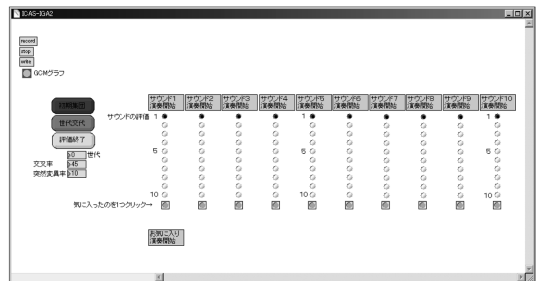 ICAS-IGA2
record
stop
write
GCMグラフ
初期集団
世代交代
評価終了
0 世代
交叉率 45
突然変異率 10
サウンド1 サウンド2 サウンド3 サウンド4 サウンド5 サウンド6 サウンド7 サウンド8 サウンド9 サウンド10
演奏開始 演奏開始 演奏開始 演奏開始 演奏開始 演奏開始 演奏開始 演奏開始 演奏開始 演奏開始
サウンドの評価 1 1 1
5 5 5
10 10 10
気に入ったのを1つクリック→
お気に入り
演奏開始